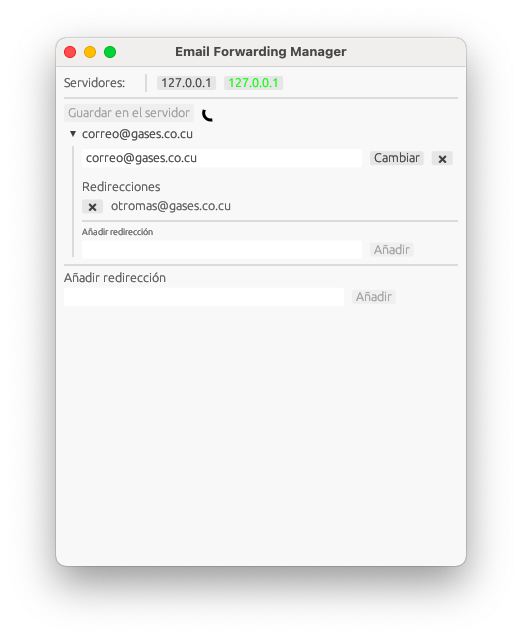 Email Forwarding Manager
Servidores: 127.0.0.1 127.0.0.1
Guardar en el servidor
correo@gases.co.cu
correo@gases.co.cu Cambiar ×
Redirecciones
× otromas@gases.co.cu
Añadir redirección
Añadir
Añadir redirección
Añadir